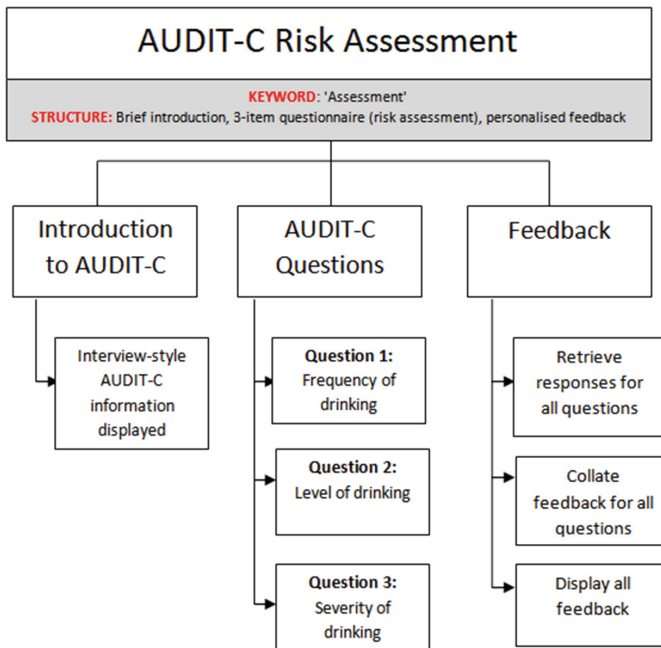 AUDIT-C Risk Assessment
KEYWORD: 'Assessment'
STRUCTURE: Brief introduction, 3-item questionnaire (risk assessment), personalised feedback
Introduction
to AUDIT-C
Interview-style
AUDIT-C
information
displayed
AUDIT-C
Questions
Question 1:
Frequency of
drinking
Question 2:
Level of drinking
Question 3:
Severity of
drinking
Feedback
Retrieve
responses for
all questions
Collate
feedback for all
questions
Display all
feedback